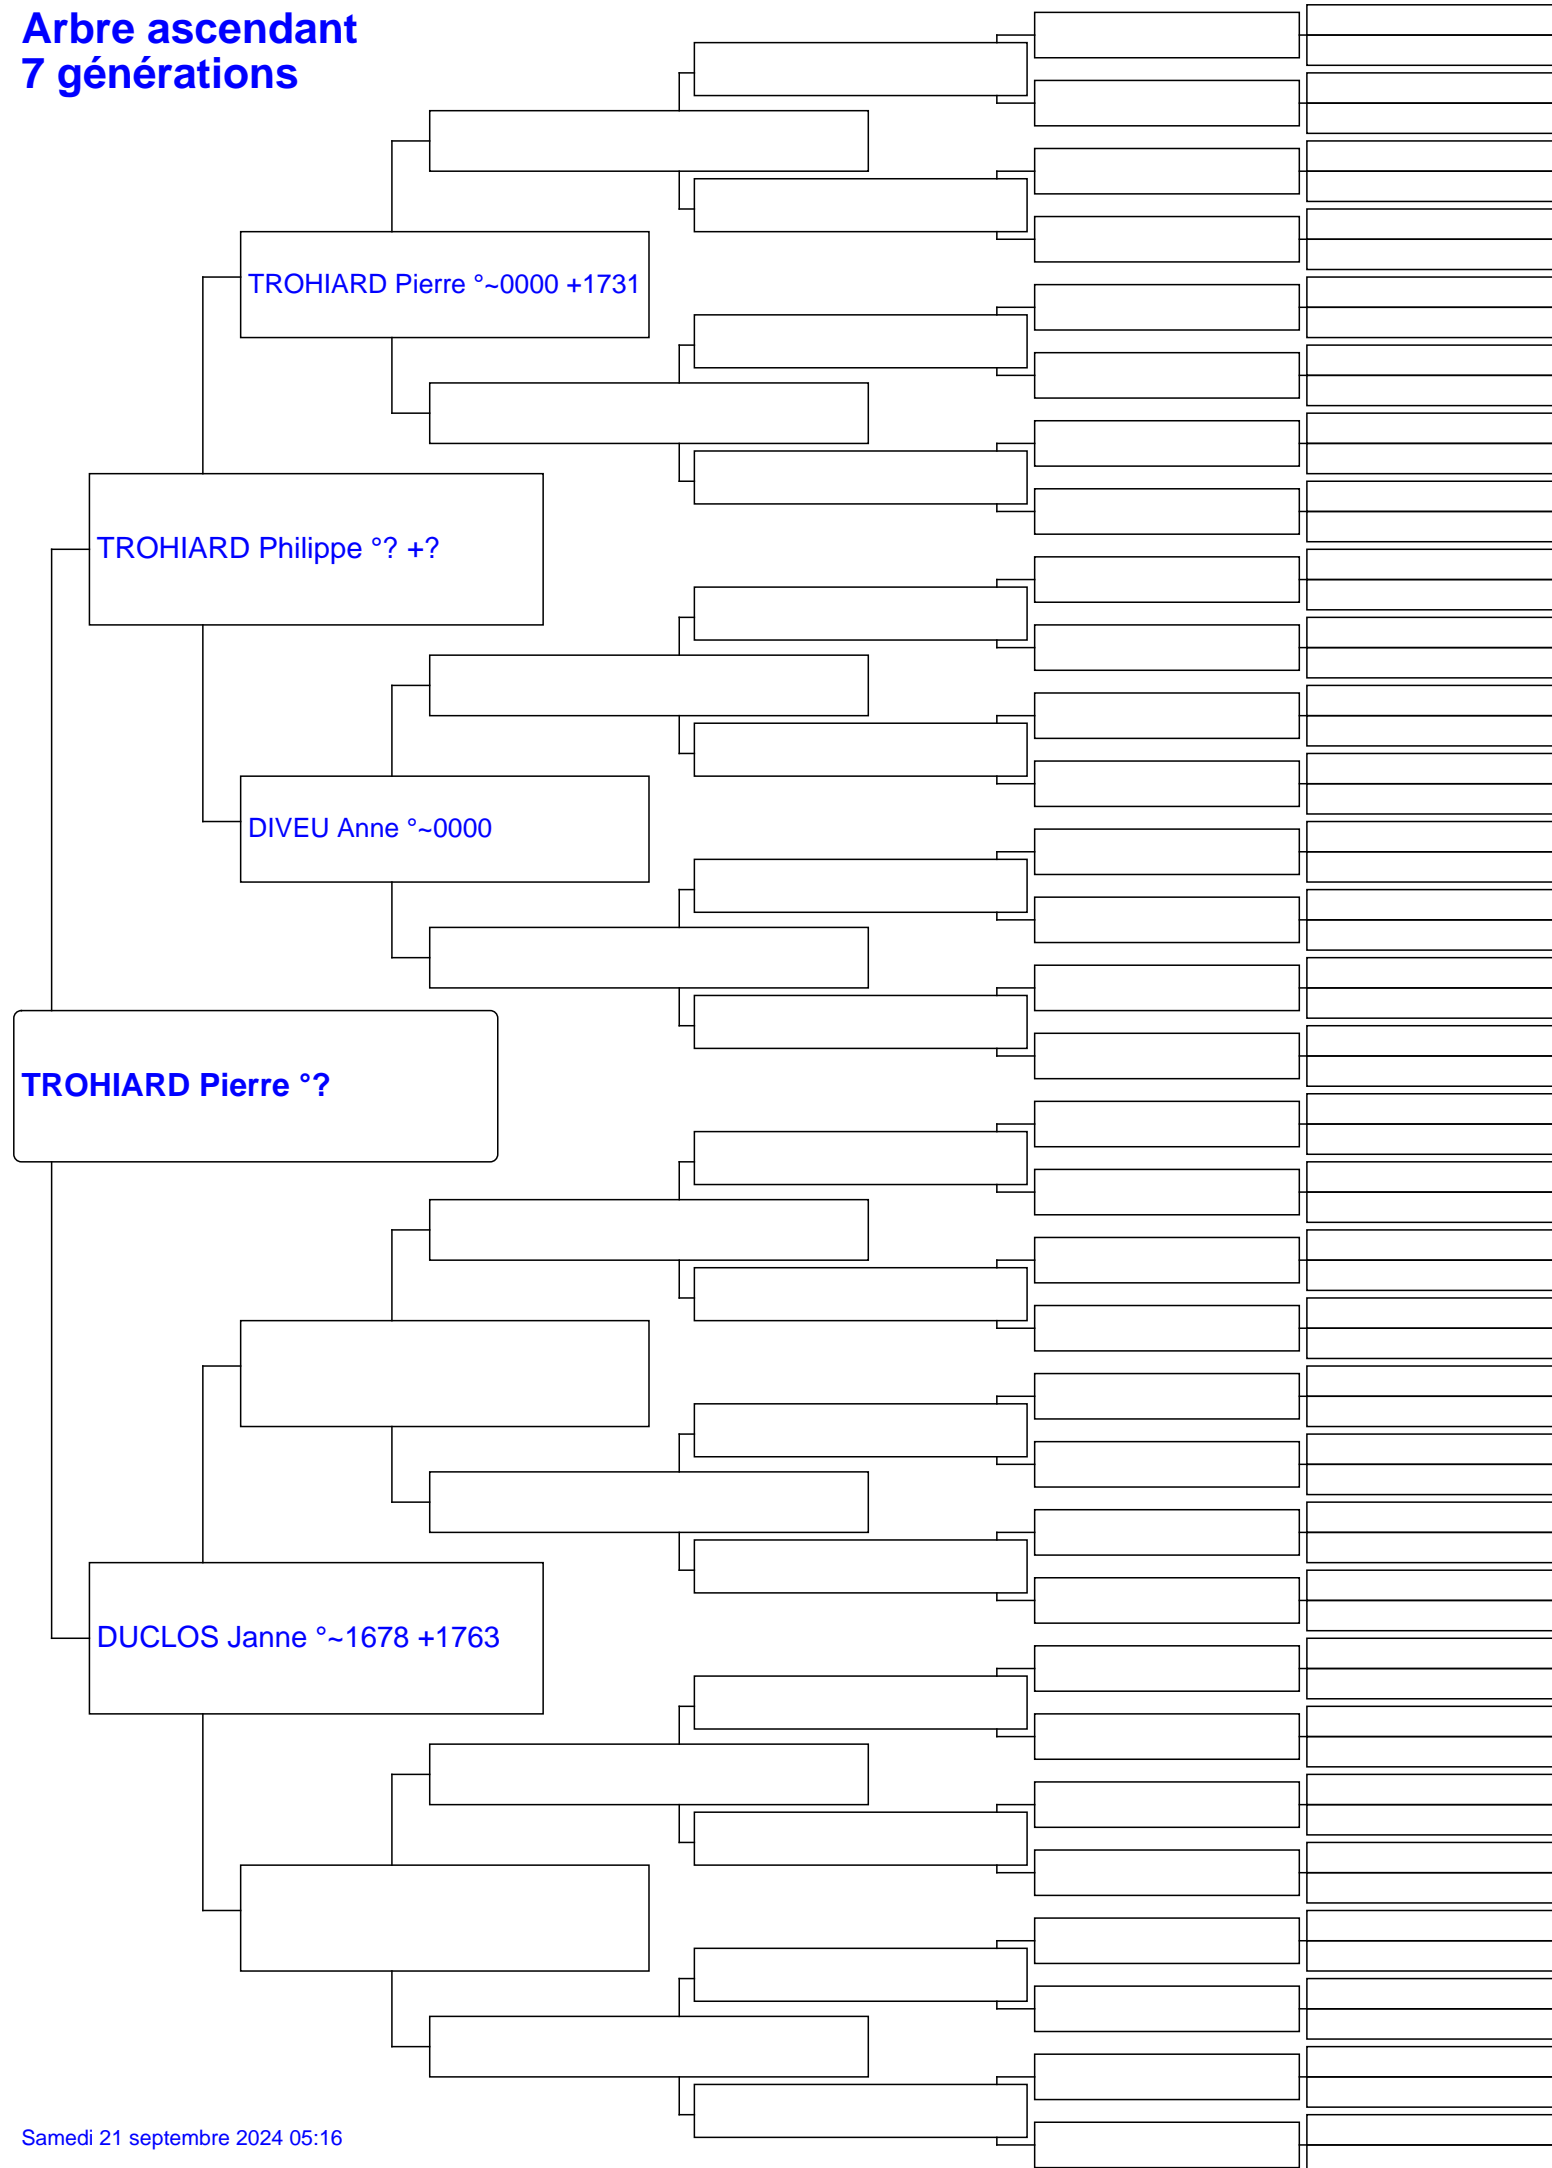 Arbre ascendant
7 générations
TROHIARD Pierre °~0000 +1731
TROHIARD Philippe °? +?
DIVEU Anne °~0000
TROHIARD Pierre °?
DUCLOS Janne °~1678 +1763
Samedi 21 septembre 2024 05:16